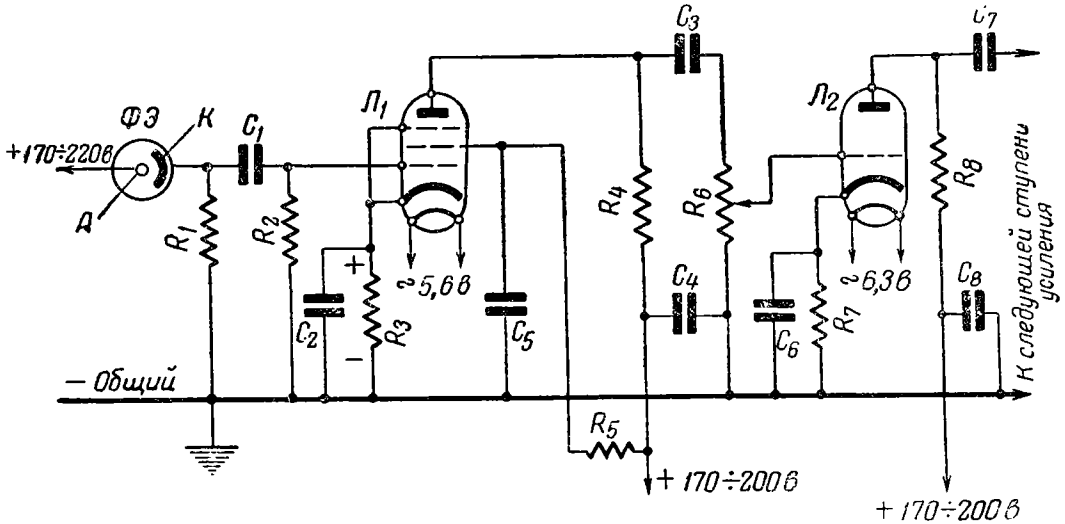 C3
C7
Л1
Л2
ФЭ
К
C1
+170÷220в
А
R1
R2
R4
R6
R8
+
~5,6в
~6,3в
C4
C8
C2
R3
C5
C6
R7
–
– Общий
R5
+ 170÷200в
+ 170÷200в
К следующей ступени
усиления